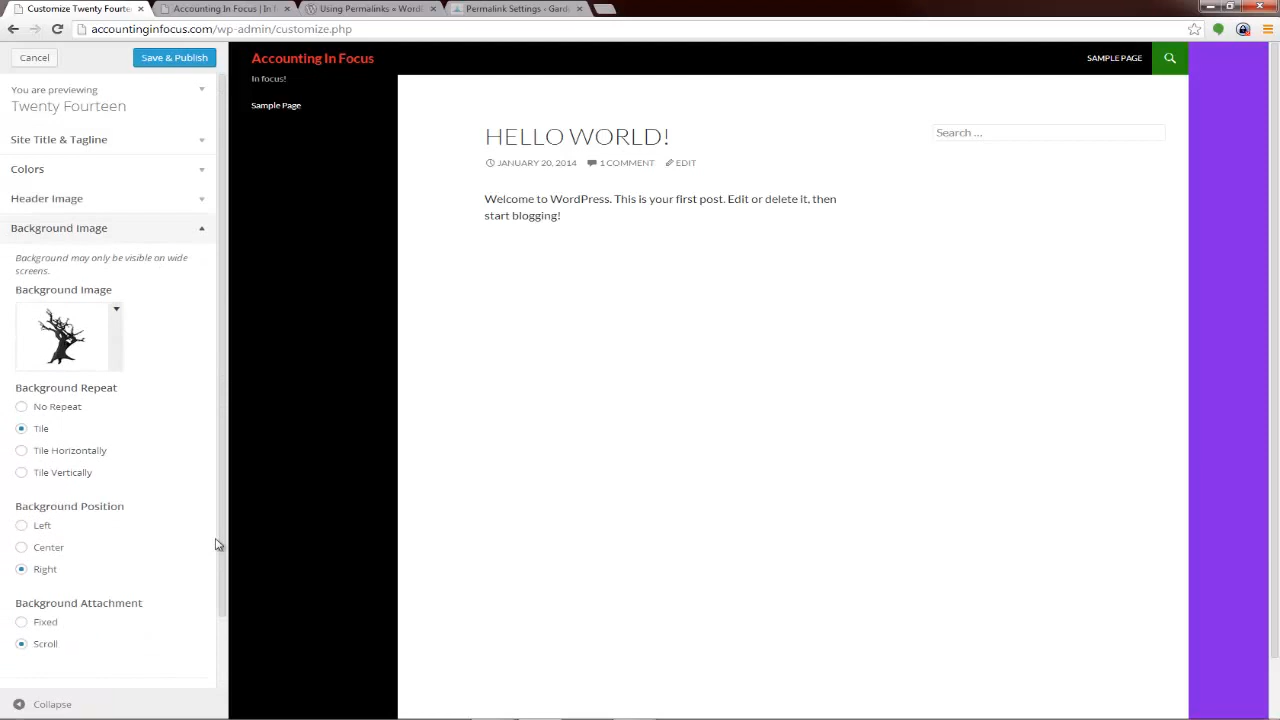 Customize Twenty Fourte
Accounting In Focus | In f
Using Permalinks « Word
Permalink Settings ‹ Gard
accountinginfocus.com/wp-admin/customize.php
Cancel
Save & Publish
You are previewing
Twenty Fourteen
Site Title & Tagline
Colors
Header Image
Background Image
Background may only be visible on wide
screens.
Background Image
Background Repeat
No Repeat
Tile
Tile Horizontally
Tile Vertically
Background Position
Left
Center
Right
Background Attachment
Fixed
Scroll
Collapse
Accounting In Focus
In focus!
Sample Page
SAMPLE PAGE
HELLO WORLD!
JANUARY 20, 2014 1 COMMENT EDIT
Welcome to WordPress. This is your first post. Edit or delete it, then
start blogging!
Search ...